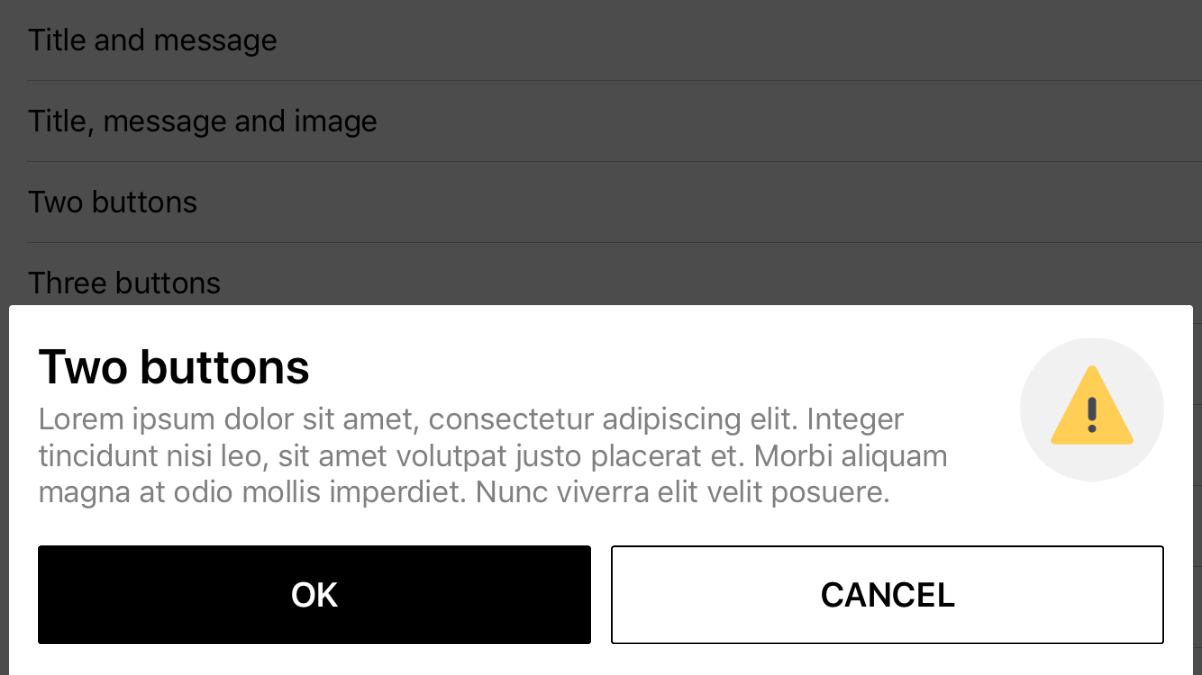 Title and message
Title, message and image
Two buttons
Three buttons
Two buttons
Lorem ipsum dolor sit amet, consectetur adipiscing elit. Integer
tincidunt nisi leo, sit amet volutpat justo placerat et. Morbi aliquam
magna at odio mollis imperdiet. Nunc viverra elit velit posuere.
OK
CANCEL